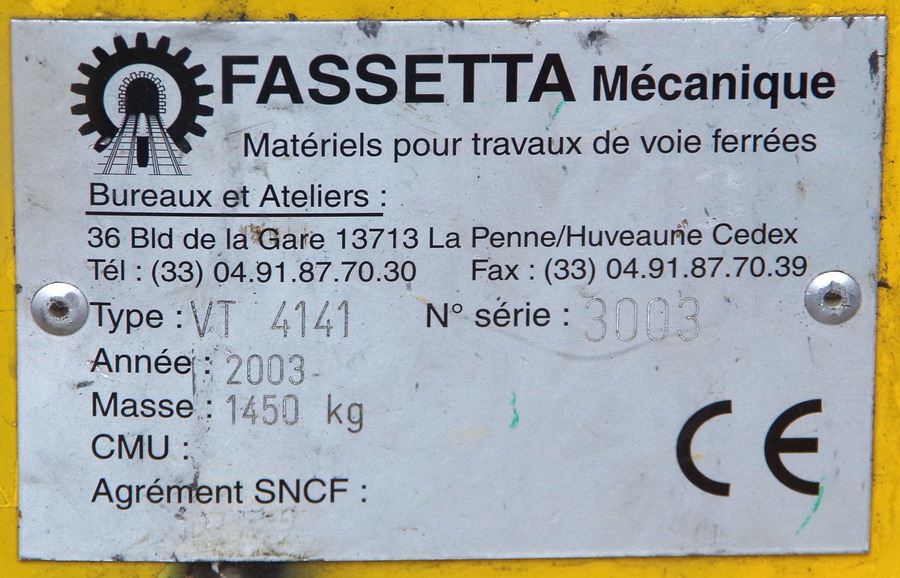 FASSETTA Mécanique
Matériels pour travaux de voie ferrées
Bureaux et Ateliers :
36 Bld de la Gare 13713 La Penne/Huveaune Cedex
Tél : (33) 04.91.87.70.30 Fax : (33) 04.91.87.70.39
Type : VT 4141 N° série : 3003
Année : 2003
Masse : 1450 kg
CMU :
Agrément SNCF :
CE